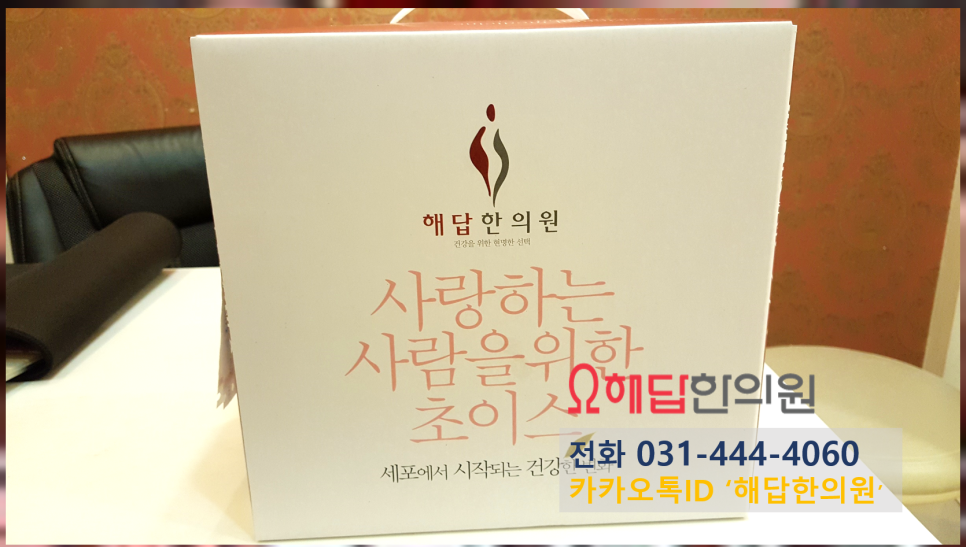 해답한의원
건강을 위한 현명한 선택
사랑하는
사람을위한
초이스
세포에서 시작되는 건강한 변화
해답한의원
전화 031-444-4060
카카오톡ID ‘해답한의원’